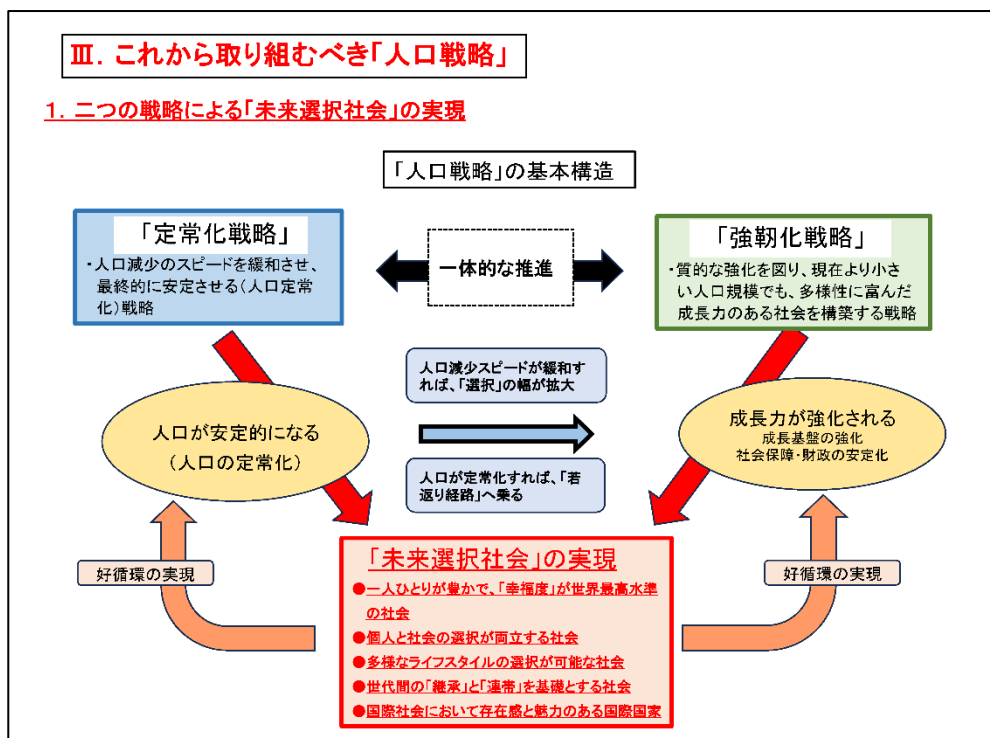 Ⅲ．これから取り組むべき「人口戦略」
１．二つの戦略による「未来選択社会」の実現
「人口戦略」の基本構造
「定常化戦略」
・人口減少のスピードを緩和させ、
最終的に安定させる（人口定常
化）戦略
一体的な推進
「強靭化戦略」
・質的な強化を図り、現在より小さ
い人口規模でも、多様性に富んだ
成長力のある社会を構築する戦略
人口減少スピードが緩和す
れば、「選択」の幅が拡大
人口が安定的になる
（人口の定常化）
成長力が強化される
成長基盤の強化
社会保障・財政の安定化
人口が定常化すれば、「若
返り経路」へ乗る
好循環の実現
好循環の実現
「未来選択社会」の実現
●一人ひとりが豊かで、「幸福度」が世界最高水準
の社会
●個人と社会の選択が両立する社会
●多様なライフスタイルの選択が可能な社会
●世代間の「継承」と「連帯」を基礎とする社会
●国際社会において存在感と魅力のある国際国家